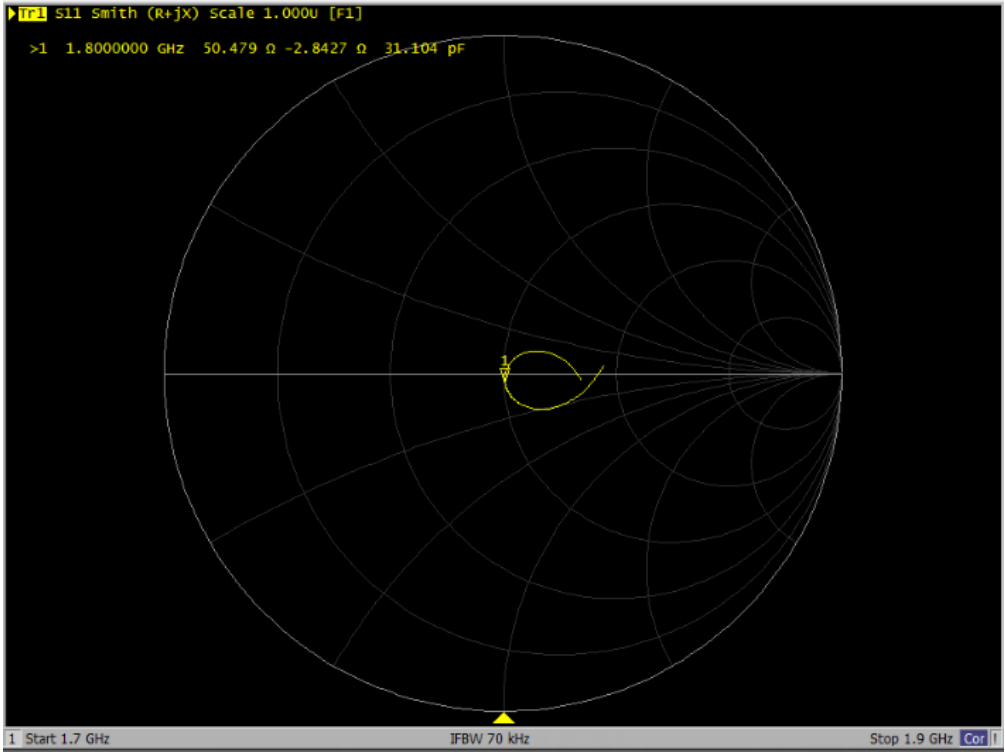 Tr1 S11 Smith (R+jX) Scale 1.000U [F1]
>1 1.8000000 GHz 50.479 Ω -2.8427 Ω 31.104 pF
1
1 Start 1.7 GHz IFBW 70 kHz Stop 1.9 GHz Cor !